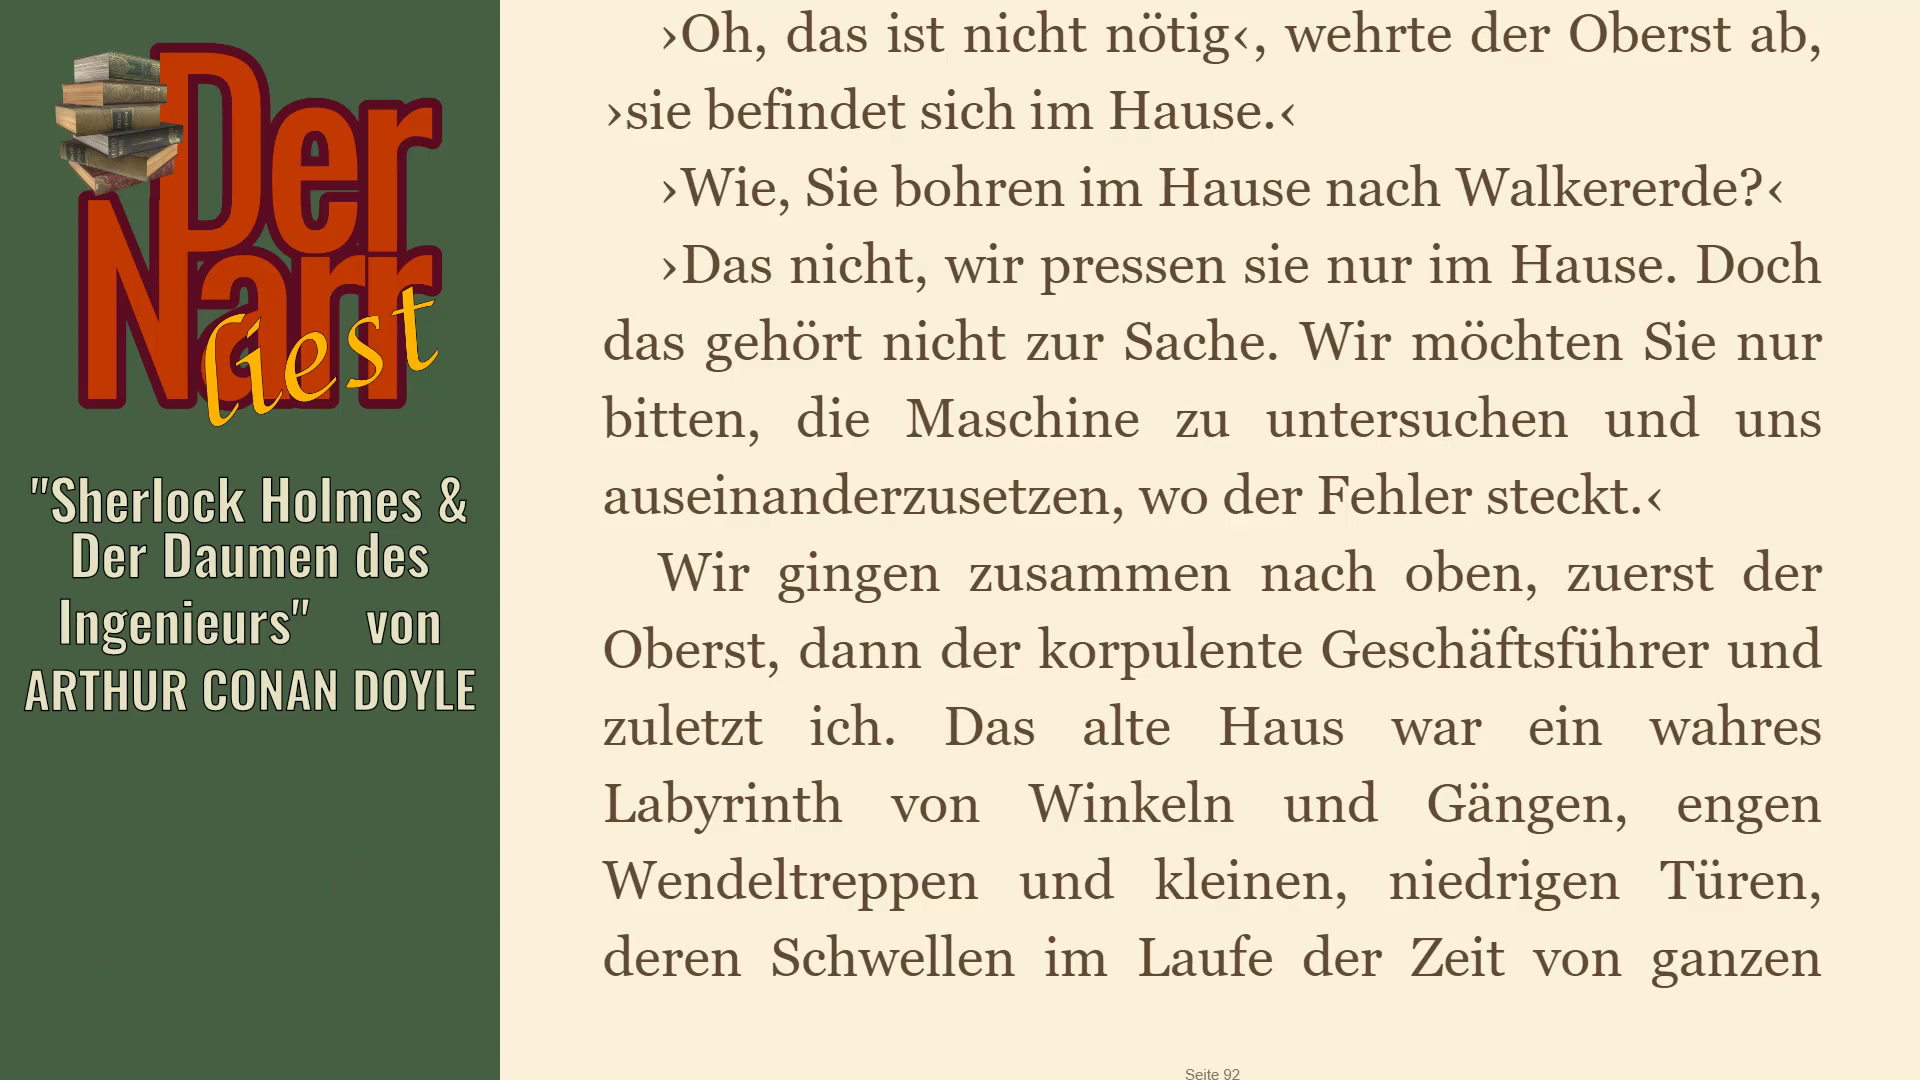 Der
Narr
liest
"Sherlock Holmes &
Der Daumen des
Ingenieurs" von
ARTHUR CONAN DOYLE
›Oh, das ist nicht nötig‹, wehrte der Oberst ab,
›sie befindet sich im Hause.‹
›Wie, Sie bohren im Hause nach Walkererde?‹
›Das nicht, wir pressen sie nur im Hause. Doch
das gehört nicht zur Sache. Wir möchten Sie nur
bitten, die Maschine zu untersuchen und uns
auseinanderzusetzen, wo der Fehler steckt.‹
Wir gingen zusammen nach oben, zuerst der
Oberst, dann der korpulente Geschäftsführer und
zuletzt ich. Das alte Haus war ein wahres
Labyrinth von Winkeln und Gängen, engen
Wendeltreppen und kleinen, niedrigen Türen,
deren Schwellen im Laufe der Zeit von ganzen
Seite 92